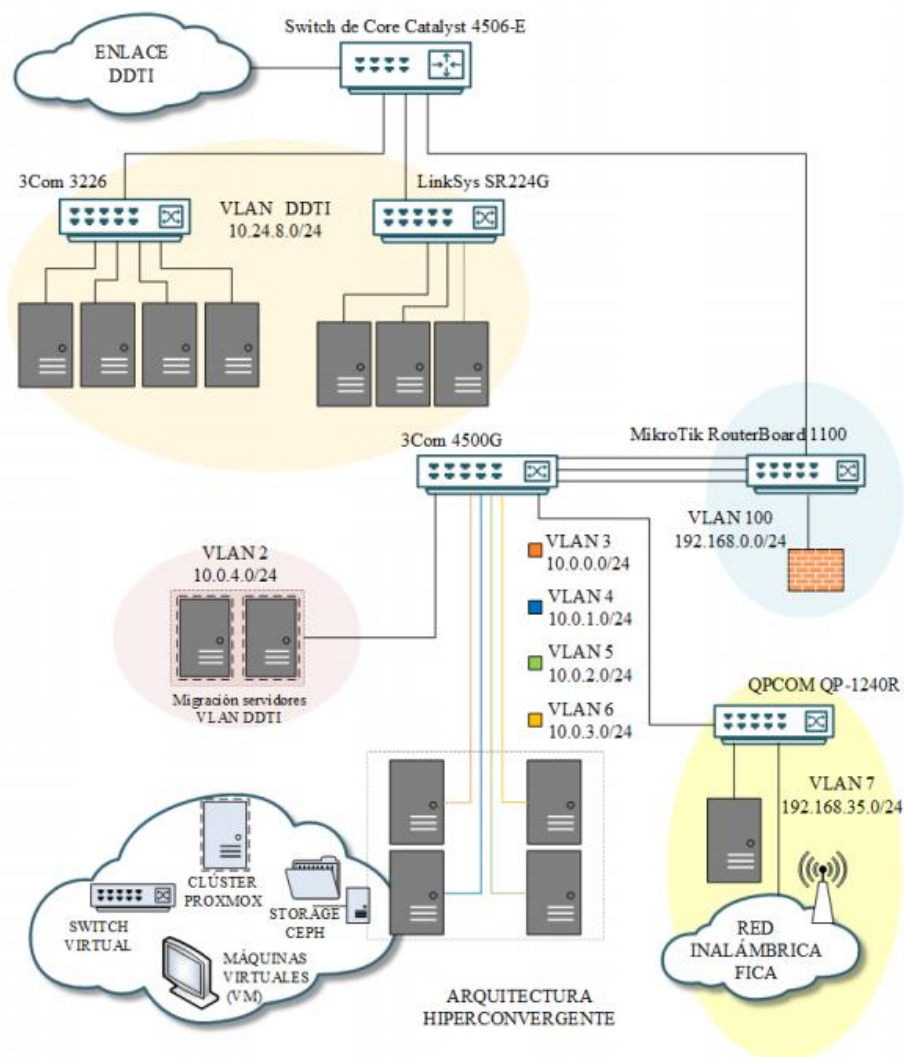 Switch de Core Catalyst 4506-E
ENLACE
DDTI
3Com 3226
LinkSys SR224G
VLAN DDTI
10.24.8.0/24
3Com 4500G
MikroTik RouterBoard 1100
VLAN 100
192.168.0.0/24
VLAN 2
10.0.4.0/24
Migración servidores
VLAN DDTI
VLAN 3
10.0.0.0/24
VLAN 4
10.0.1.0/24
VLAN 5
10.0.2.0/24
VLAN 6
10.0.3.0/24
QPCOM QP-1240R
VLAN 7
192.168.35.0/24
CLÚSTER
PROXMOX
STORAGE
CEPH
SWITCH
VIRTUAL
MÁQUINAS
VIRTUALES
(VM)
RED
INALÁMBRICA
FICA
ARQUITECTURA
HIPERCONVERGENTE